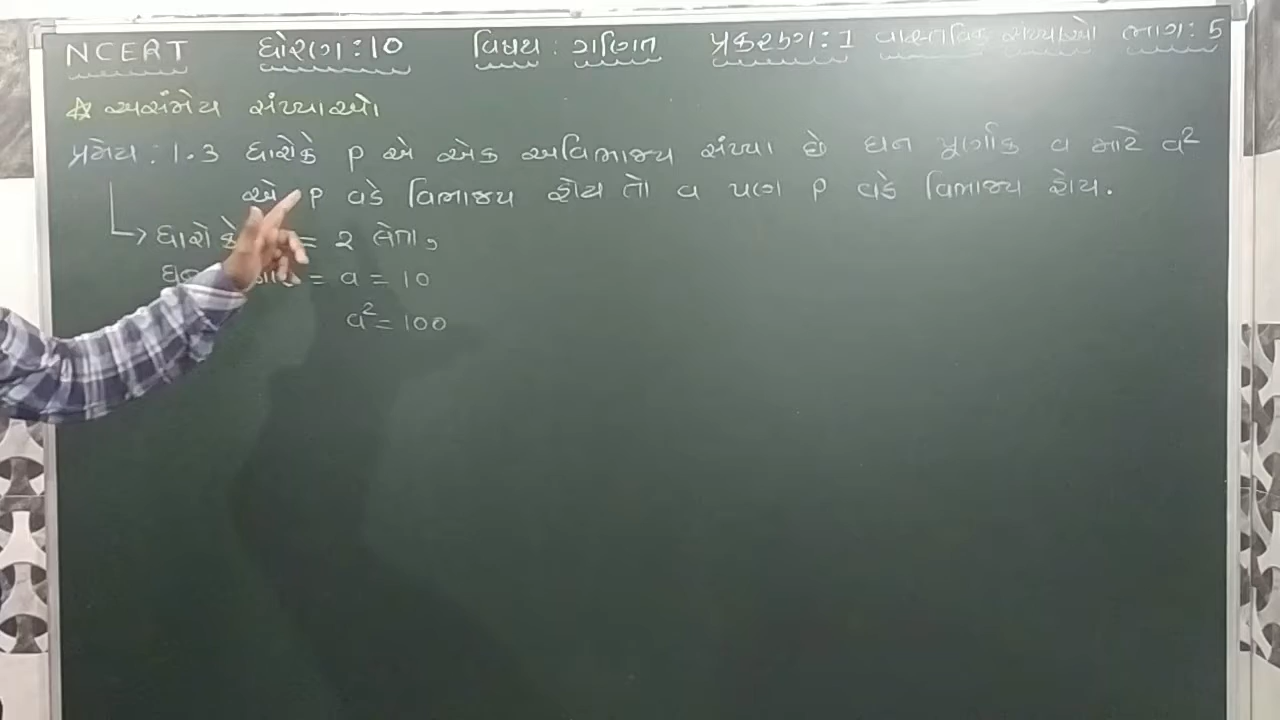 NCERT ધોરણ : 10 વિષય : ગણિત પ્રકરણ : 1 વાસ્તવિક સંખ્યાઓ ભાગ : 5
☆ અસંમેય સંખ્યાઓ
પ્રમેય : 1.3 ધારોકે p એ એક અવિભાજ્ય સંખ્યા છે ધન પૂર્ણાંક a માટે a²
એ p વડે વિભાજ્ય હોય તો a પણ p વડે વિભાજ્ય હોય.
ધારો કે = 2 લેતા,
= a = 10
a² = 100